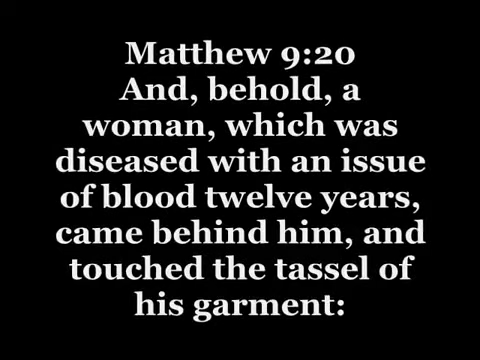 Matthew 9:20
And, behold, a
woman, which was
diseased with an issue
of blood twelve years,
came behind him, and
touched the tassel of
his garment: